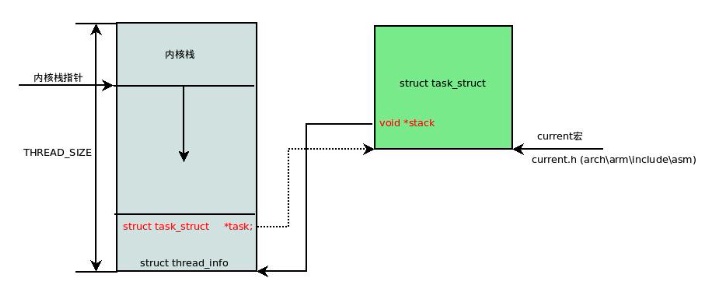 内核栈
内核栈指针
struct task_struct
void *stack
current宏
current.h (arch\arm\include\asm)
THREAD_SIZE
struct task_struct *task;
struct thread_info